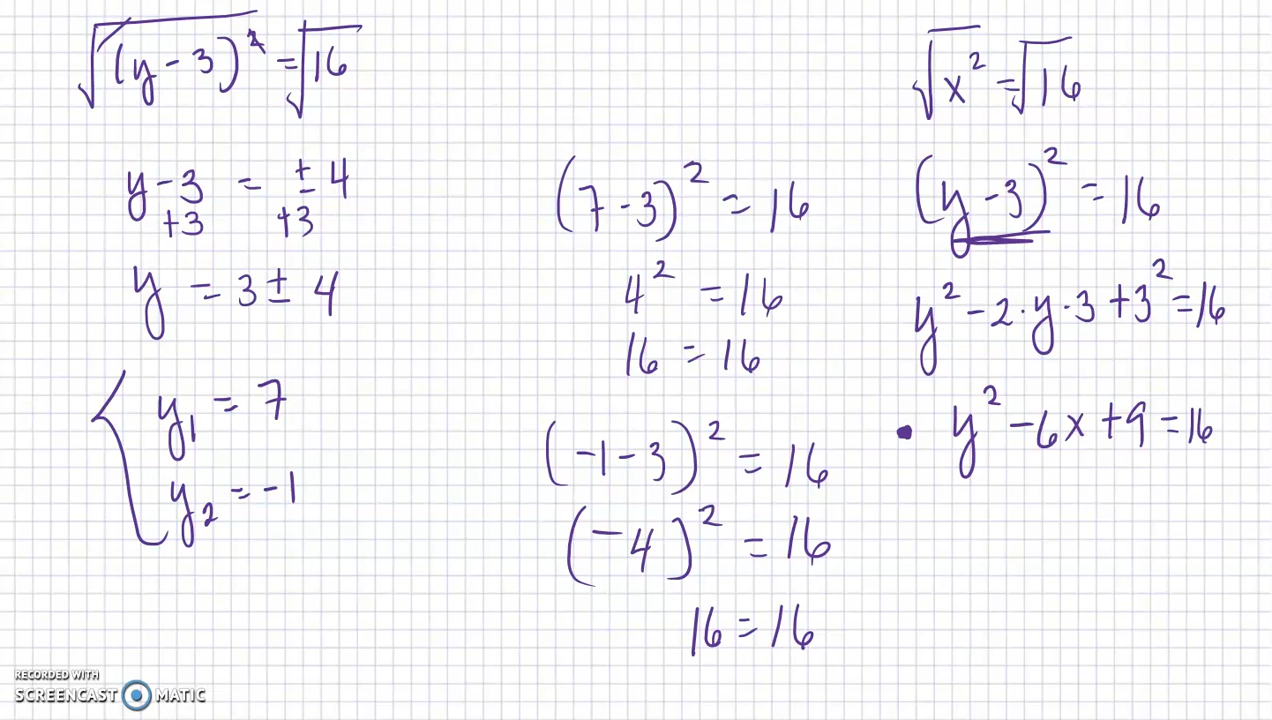 √(y-3)² = √16
y-3 = ±4
+3 +3
y = 3 ± 4
y₁ = 7
y₂ = -1
(7-3)² = 16
4² = 16
16 = 16
(-1-3)² = 16
(-4)² = 16
16 = 16
√x² = √16
(y-3)² = 16
y² - 2·y·3 + 3² = 16
• y² - 6x + 9 = 16
RECORDED WITH
SCREENCAST MATIC